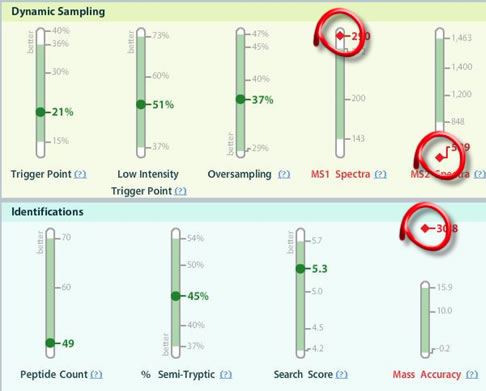 Dynamic Sampling
better
40%
36%
30%
21%
15%
better
73%
60%
51%
37%
better
47%
45%
40%
37%
29%
200
143
1,463
1,400
1,200
848
Trigger Point (?)
Low Intensity
Trigger Point (?)
Oversampling (?)
MS1 Spectra (?)
MS2 Spectra (?)
Identifications
better
70
60
49
better
54%
50%
45%
40%
37%
better
5.7
5.3
5.0
4.5
4.2
30.8
15.9
10.0
-0.2
Peptide Count (?)
% Semi-Tryptic (?)
Search Score (?)
Mass Accuracy (?)